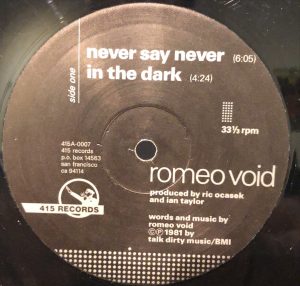 side one
never say never (6:05)
in the dark (4:24)
33⅓ rpm
415A-0007
415 records
p.o. box 14563
san francisco
ca 94114
415 RECORDS
romeo void
produced by ric ocasek
and ian taylor
words and music by
romeo void
©℗1981 by
talk dirty music/BMI